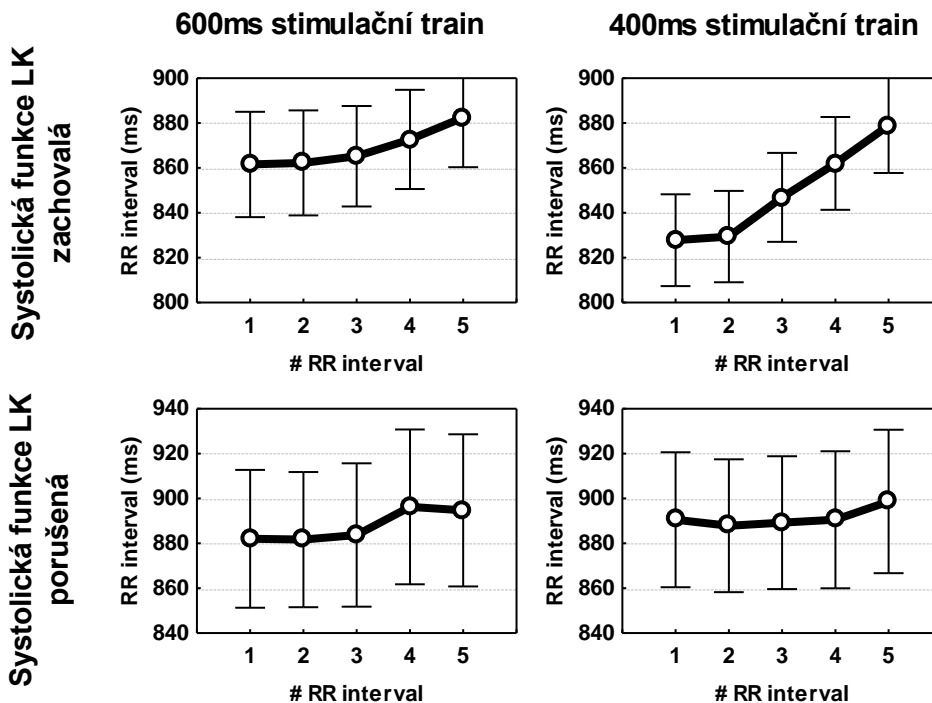 600ms stimulační train
400ms stimulační train
Systolická funkce LK
zachovalá
RR interval (ms)
900
880
860
840
820
800
1 2 3 4 5
# RR interval
RR interval (ms)
900
880
860
840
820
800
1 2 3 4 5
# RR interval
Systolická funkce LK
porušená
RR interval (ms)
940
920
900
880
860
840
1 2 3 4 5
# RR interval
RR interval (ms)
940
920
900
880
860
840
1 2 3 4 5
# RR interval